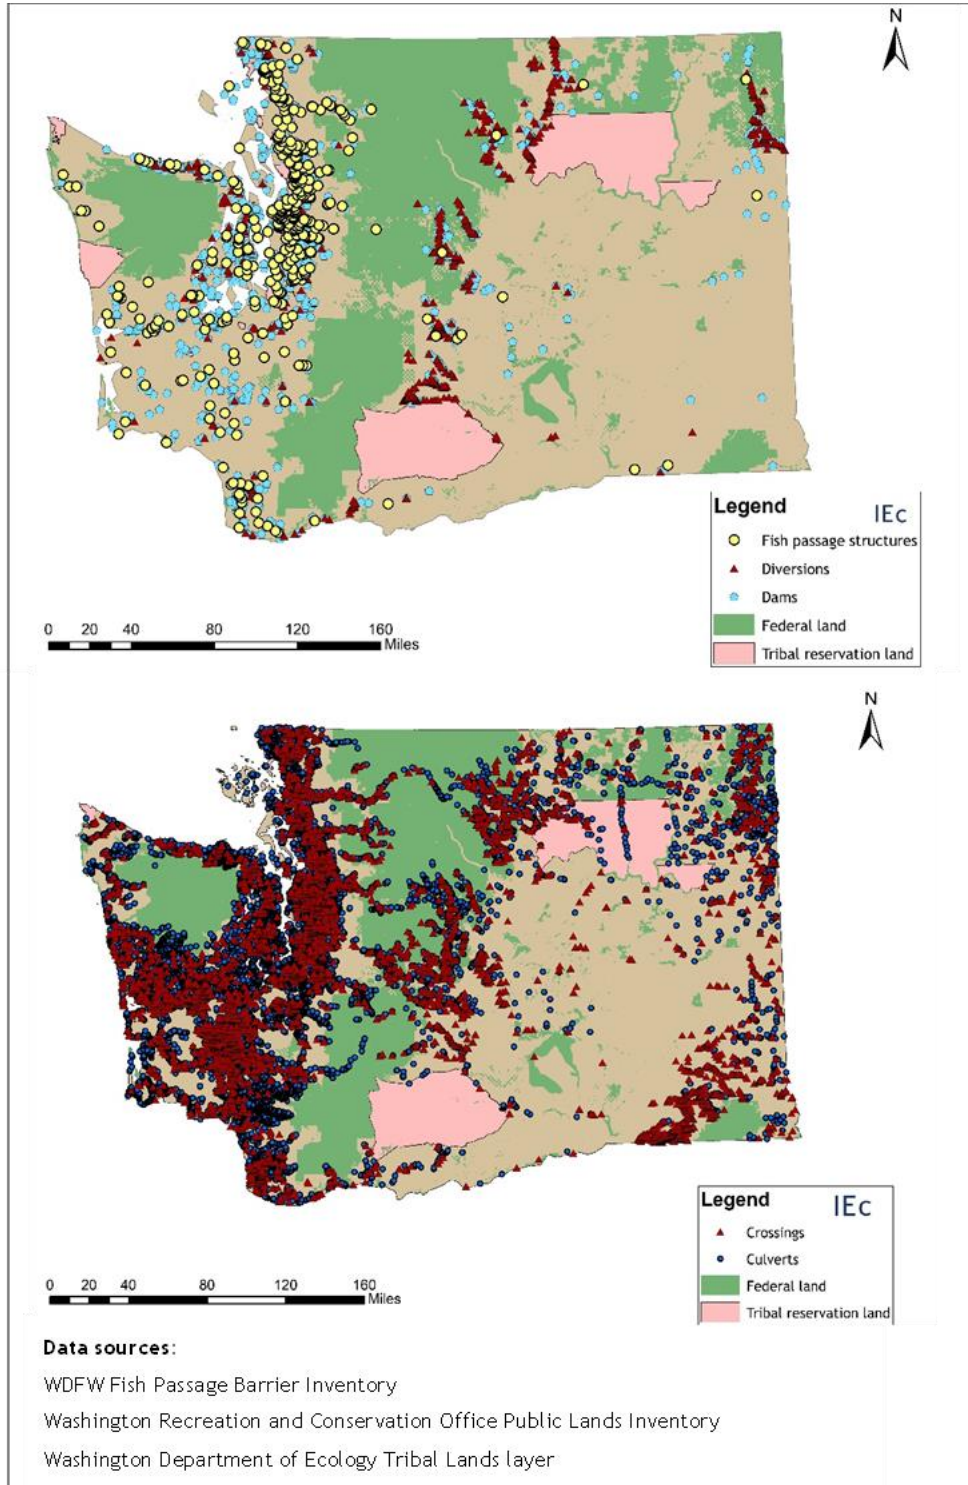 N
Legend IEc
Fish passage structures
Diversions
Dams
Federal land
Tribal reservation land
0 20 40 80 120 160
Miles
N
Legend IEc
Crossings
Culverts
Federal land
Tribal reservation land
0 20 40 80 120 160
Miles
Data sources:
WDFW Fish Passage Barrier Inventory
Washington Recreation and Conservation Office Public Lands Inventory
Washington Department of Ecology Tribal Lands layer